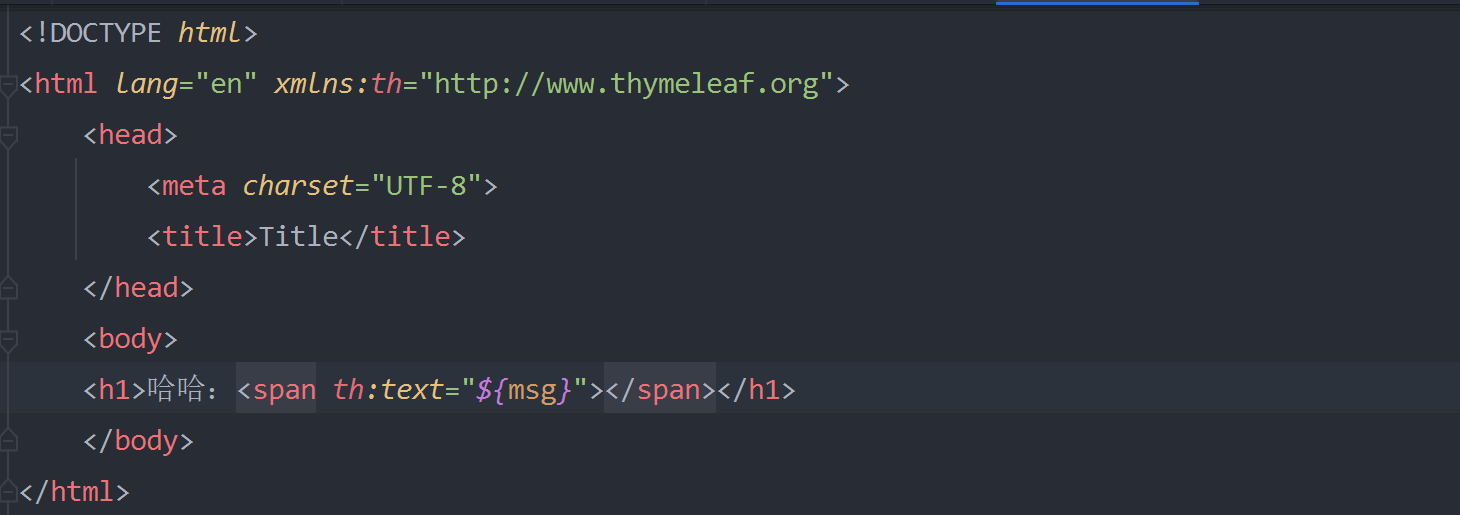 <!DOCTYPE html>
<html lang="en" xmlns:th="http://www.thymeleaf.org">
    <head>
        <meta charset="UTF-8">
        <title>Title</title>
    </head>
    <body>
    <h1>哈哈：<span th:text="${msg}"></span></h1>
    </body>
</html>